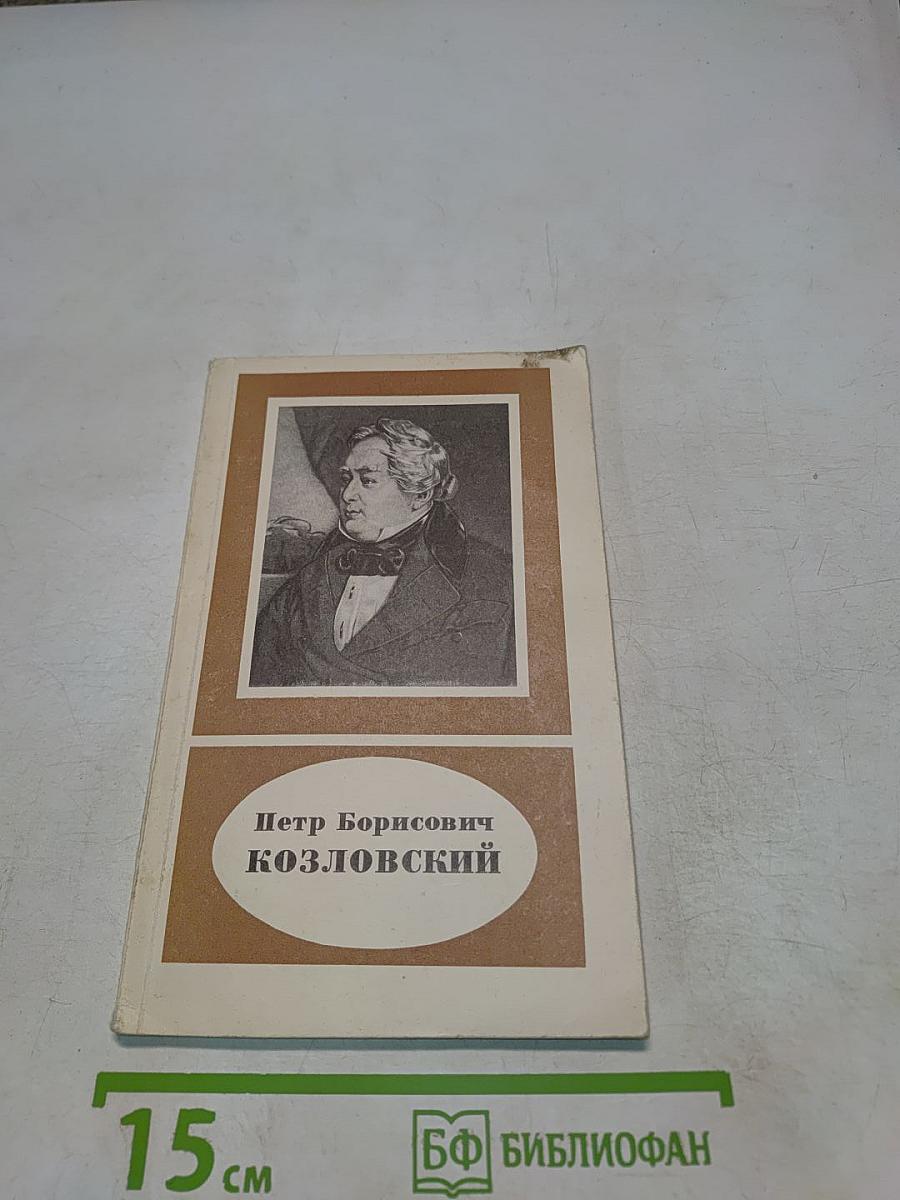 Петр Борисович
КОЗЛОВСКИЙ
15 см
БФ БИБЛИОФАН